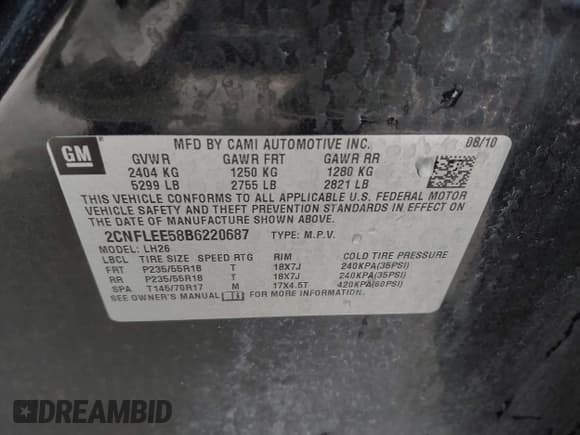 GM
MFD BY CAMI AUTOMOTIVE INC. 08/10
GVWR GAWR FRT GAWR RR
2404 KG 1250 KG 1280 KG
5299 LB 2755 LB 2821 LB
THIS VEHICLE CONFORMS TO ALL APPLICABLE U.S. FEDERAL MOTOR
VEHICLE SAFETY AND THEFT PREVENTION STANDARDS IN EFFECT ON
THE DATE OF MANUFACTURE SHOWN ABOVE.
2CNFLEE58B6220687 TYPE: M.P.V.
MODEL: LH26
LBCL TIRE SIZE SPEED RTG RIM COLD TIRE PRESSURE
FRT P235/55R18 T 18X7J 240KPA(35PSI)
RR P235/55R18 T 18X7J 240KPA(35PSI)
SPA T145/70R17 M 17X4.5T 420KPA(60PSI)
SEE OWNER'S MANUAL FOR MORE INFORMATION.
DREAMBID